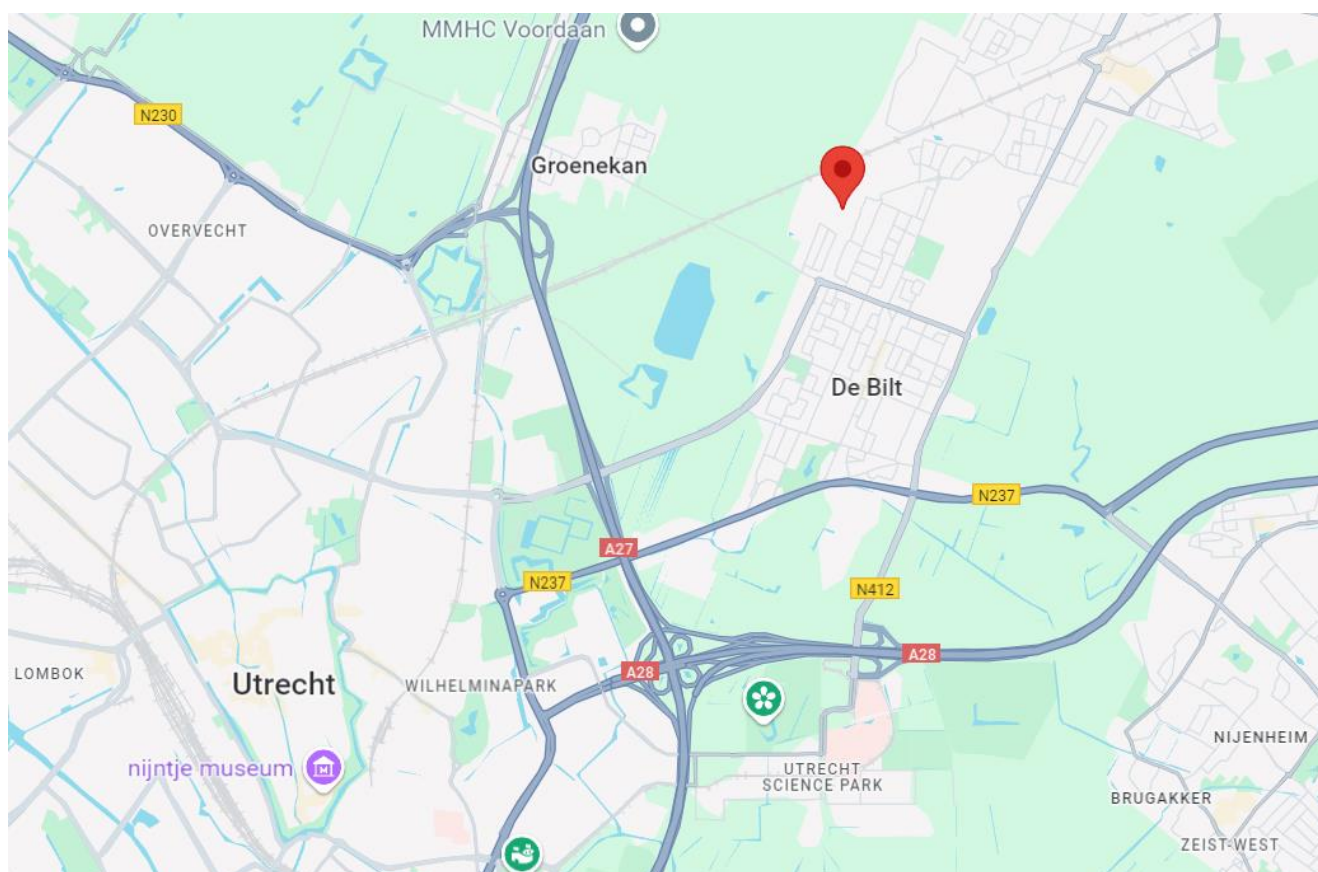 MMHC Voordaan
N230
Groenekan
OVERVECHT
De Bilt
N237
A27
N237
N412
LOMBOK
Utrecht
WILHELMINAPARK
A28
A28
nijntje museum
UTRECHT
SCIENCE PARK
NIJENHEIM
BRUGAKKER
ZEIST-WEST